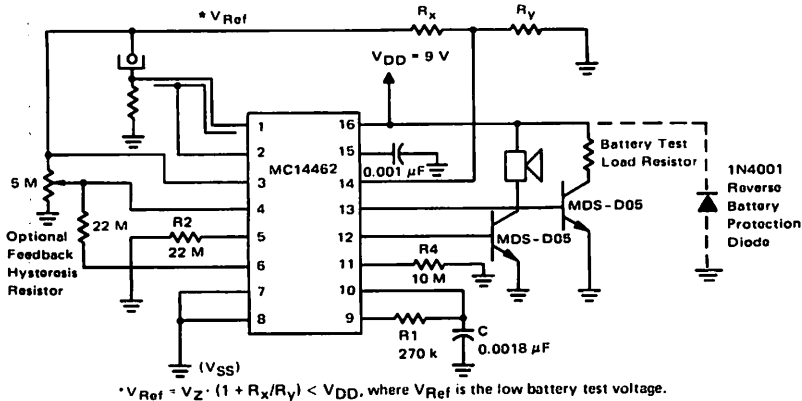 * VRef
Rx
Ry
VDD = 9 V
1
16
2
15
0.001 µF
MC14462
Battery Test
Load Resistor
1N4001
Reverse
Battery
Protection
Diode
5 M
3
14
4
13
MDS-D05
Optional
Feedback
Hysterosis
Resistor
22 M
R2
22 M
5
12
MDS-D05
6
11
R4
10 M
7
10
8
9
R1
270 k
C
0.0018 µF
(VSS)
*VRef = VZ · (1 + Rx/Ry) < VDD, where VRef is the low battery test voltage.